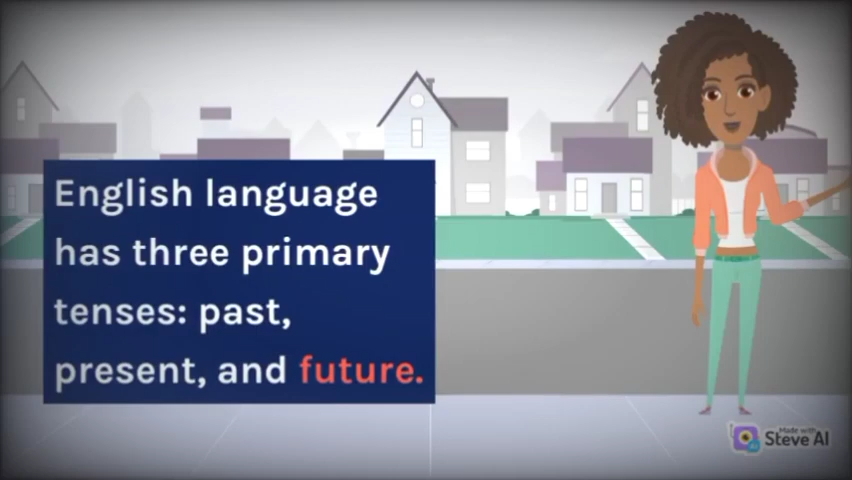 English language
has three primary
tenses: past,
present, and future.
Made with
Steve AI